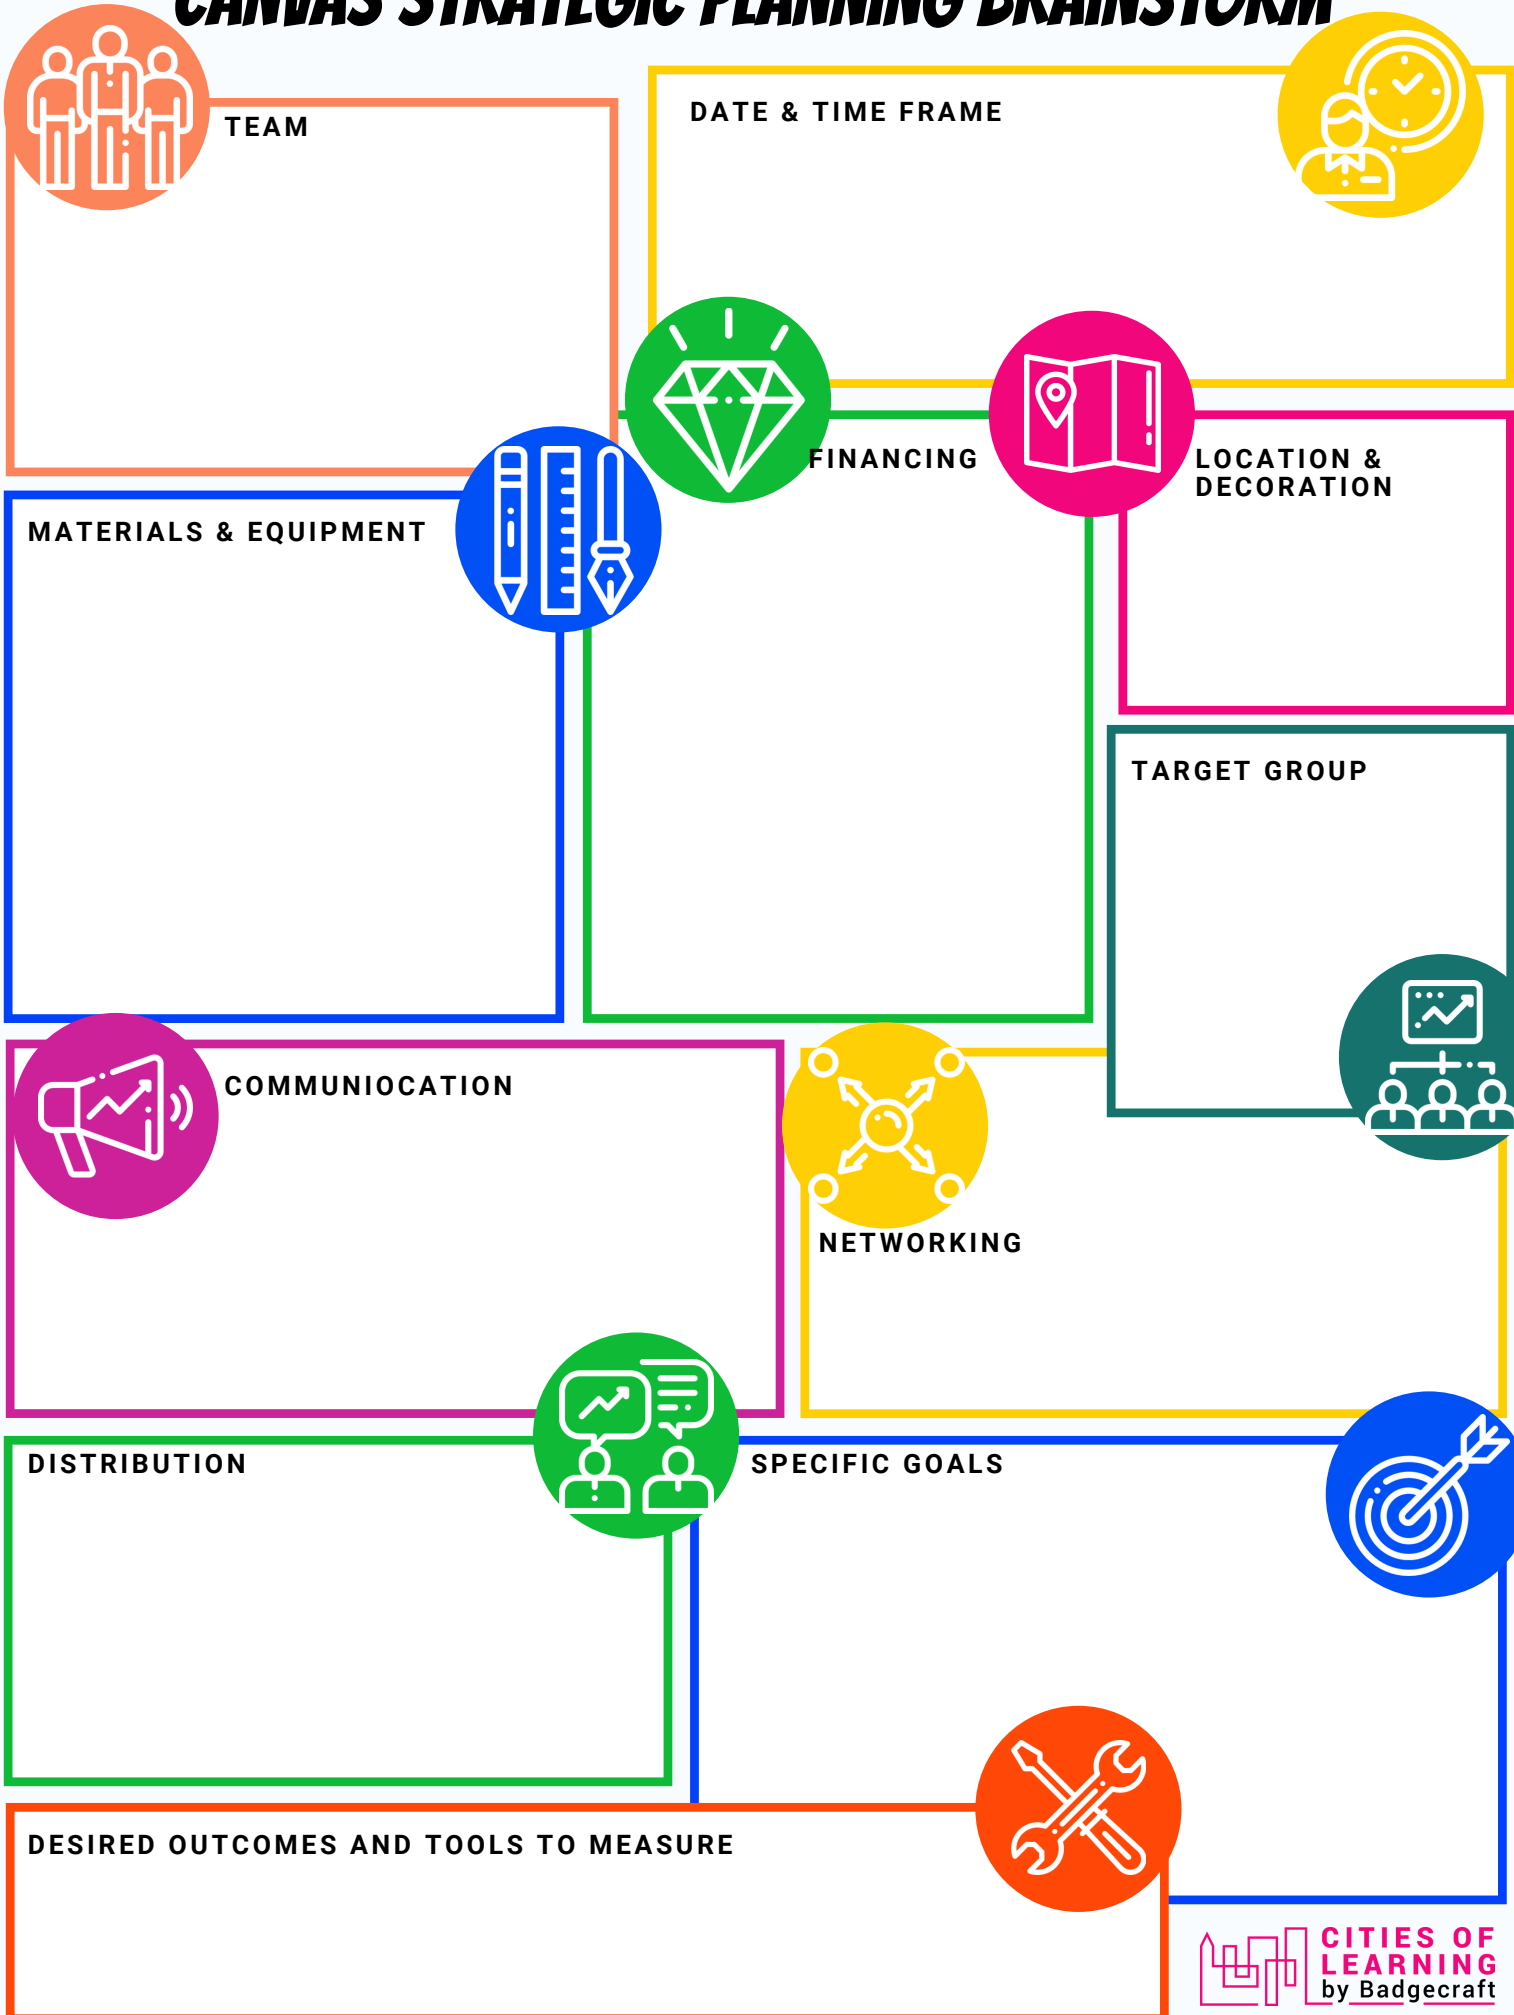 CANVAS STRATEGIC PLANNING BRAINSTORM
TEAM
DATE & TIME FRAME
FINANCING
LOCATION &
DECORATION
MATERIALS & EQUIPMENT
TARGET GROUP
COMMUNIOCATION
NETWORKING
DISTRIBUTION
SPECIFIC GOALS
DESIRED OUTCOMES AND TOOLS TO MEASURE
CITIES OF
LEARNING
by Badgecraft